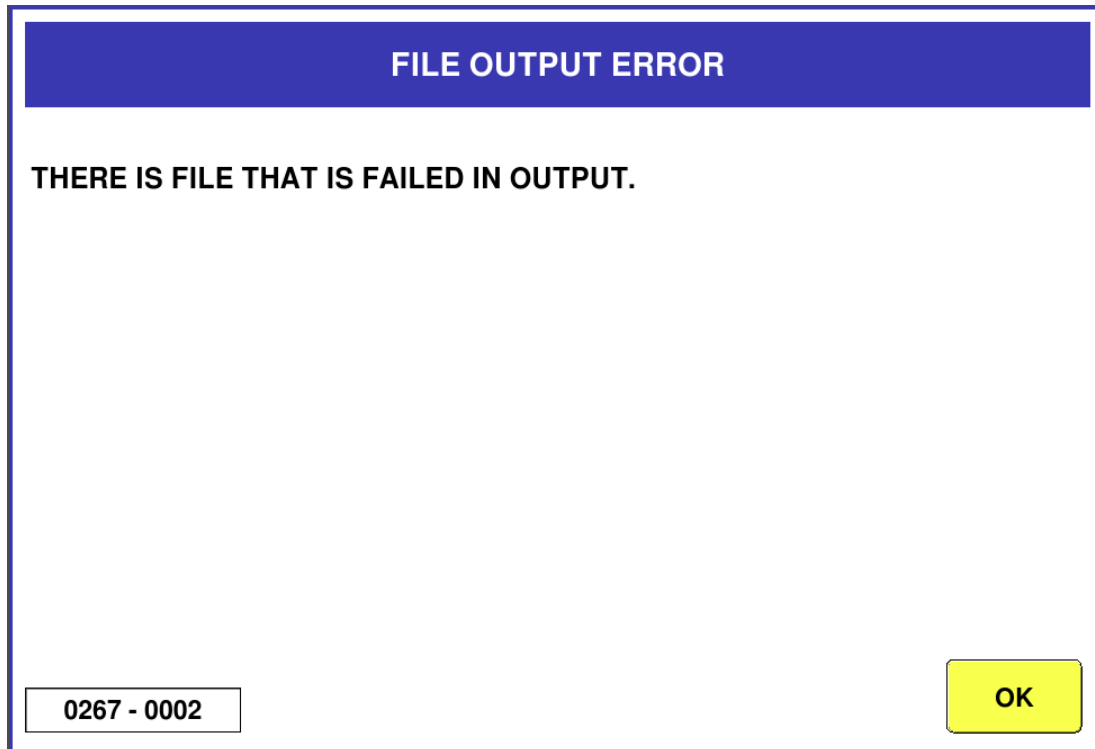 FILE OUTPUT ERROR
THERE IS FILE THAT IS FAILED IN OUTPUT.
OK
0267 - 0002